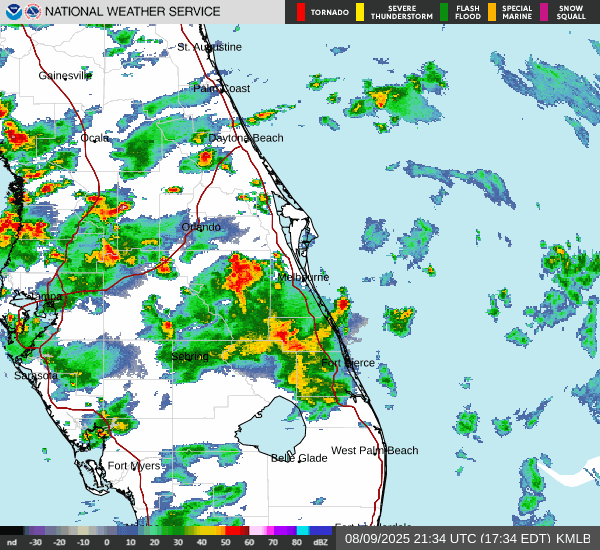 NATIONAL WEATHER SERVICE
TORNADO
SEVERE THUNDERSTORM
FLASH FLOOD
SPECIAL MARINE
SNOW SQUALL
St. Augustine
Gainesville
Palm Coast
Ocala
Daytona Beach
Orlando
Melbourne
Tampa
Sebring
Fort Pierce
Sarasota
West Palm Beach
Belle Glade
Fort Myers
nd -30 -20 -10 0 10 20 30 40 50 60 70 80 dBZ
08/09/2025 21:34 UTC (17:34 EDT) KMLB